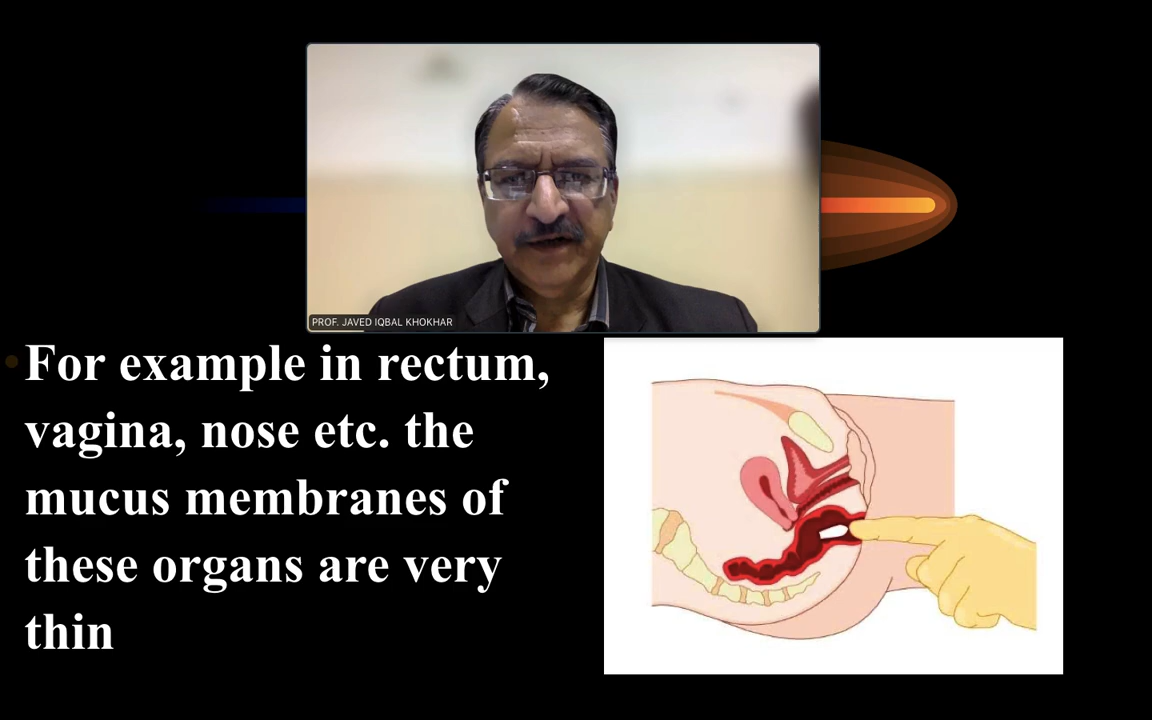 PROF. JAVED IQBAL KHOKHAR
For example in rectum,
vagina, nose etc. the
mucus membranes of
these organs are very
thin